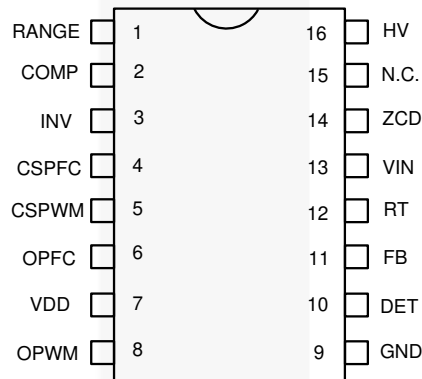 RANGE 1 16 HV
COMP 2 15 N.C.
INV 3 14 ZCD
CSPFC 4 13 VIN
CSPWM 5 12 RT
OPFC 6 11 FB
VDD 7 10 DET
OPWM 8 9 GND